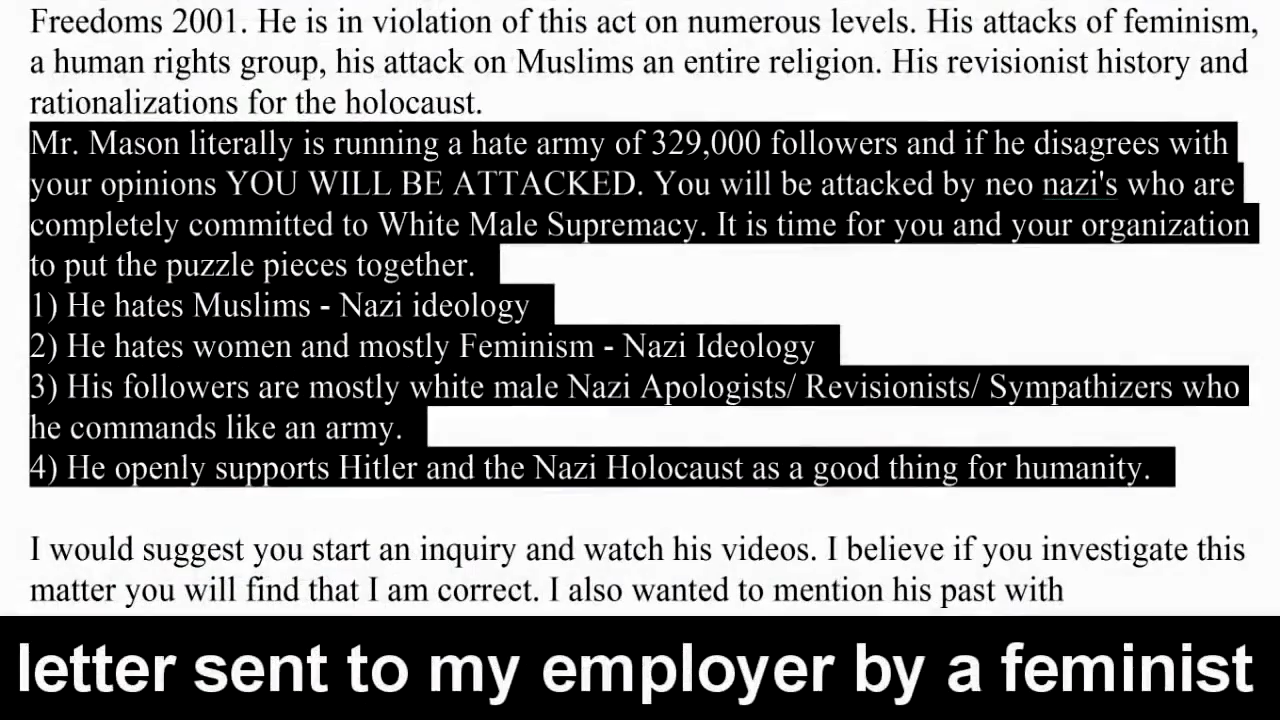 Freedoms 2001. He is in violation of this act on numerous levels. His attacks of feminism,
a human rights group, his attack on Muslims an entire religion. His revisionist history and
rationalizations for the holocaust.
Mr. Mason literally is running a hate army of 329,000 followers and if he disagrees with
your opinions YOU WILL BE ATTACKED. You will be attacked by neo nazi's who are
completely committed to White Male Supremacy. It is time for you and your organization
to put the puzzle pieces together.
1) He hates Muslims - Nazi ideology
2) He hates women and mostly Feminism - Nazi Ideology
3) His followers are mostly white male Nazi Apologists/ Revisionists/ Sympathizers who
he commands like an army.
4) He openly supports Hitler and the Nazi Holocaust as a good thing for humanity.
I would suggest you start an inquiry and watch his videos. I believe if you investigate this
matter you will find that I am correct. I also wanted to mention his past with
letter sent to my employer by a feminist